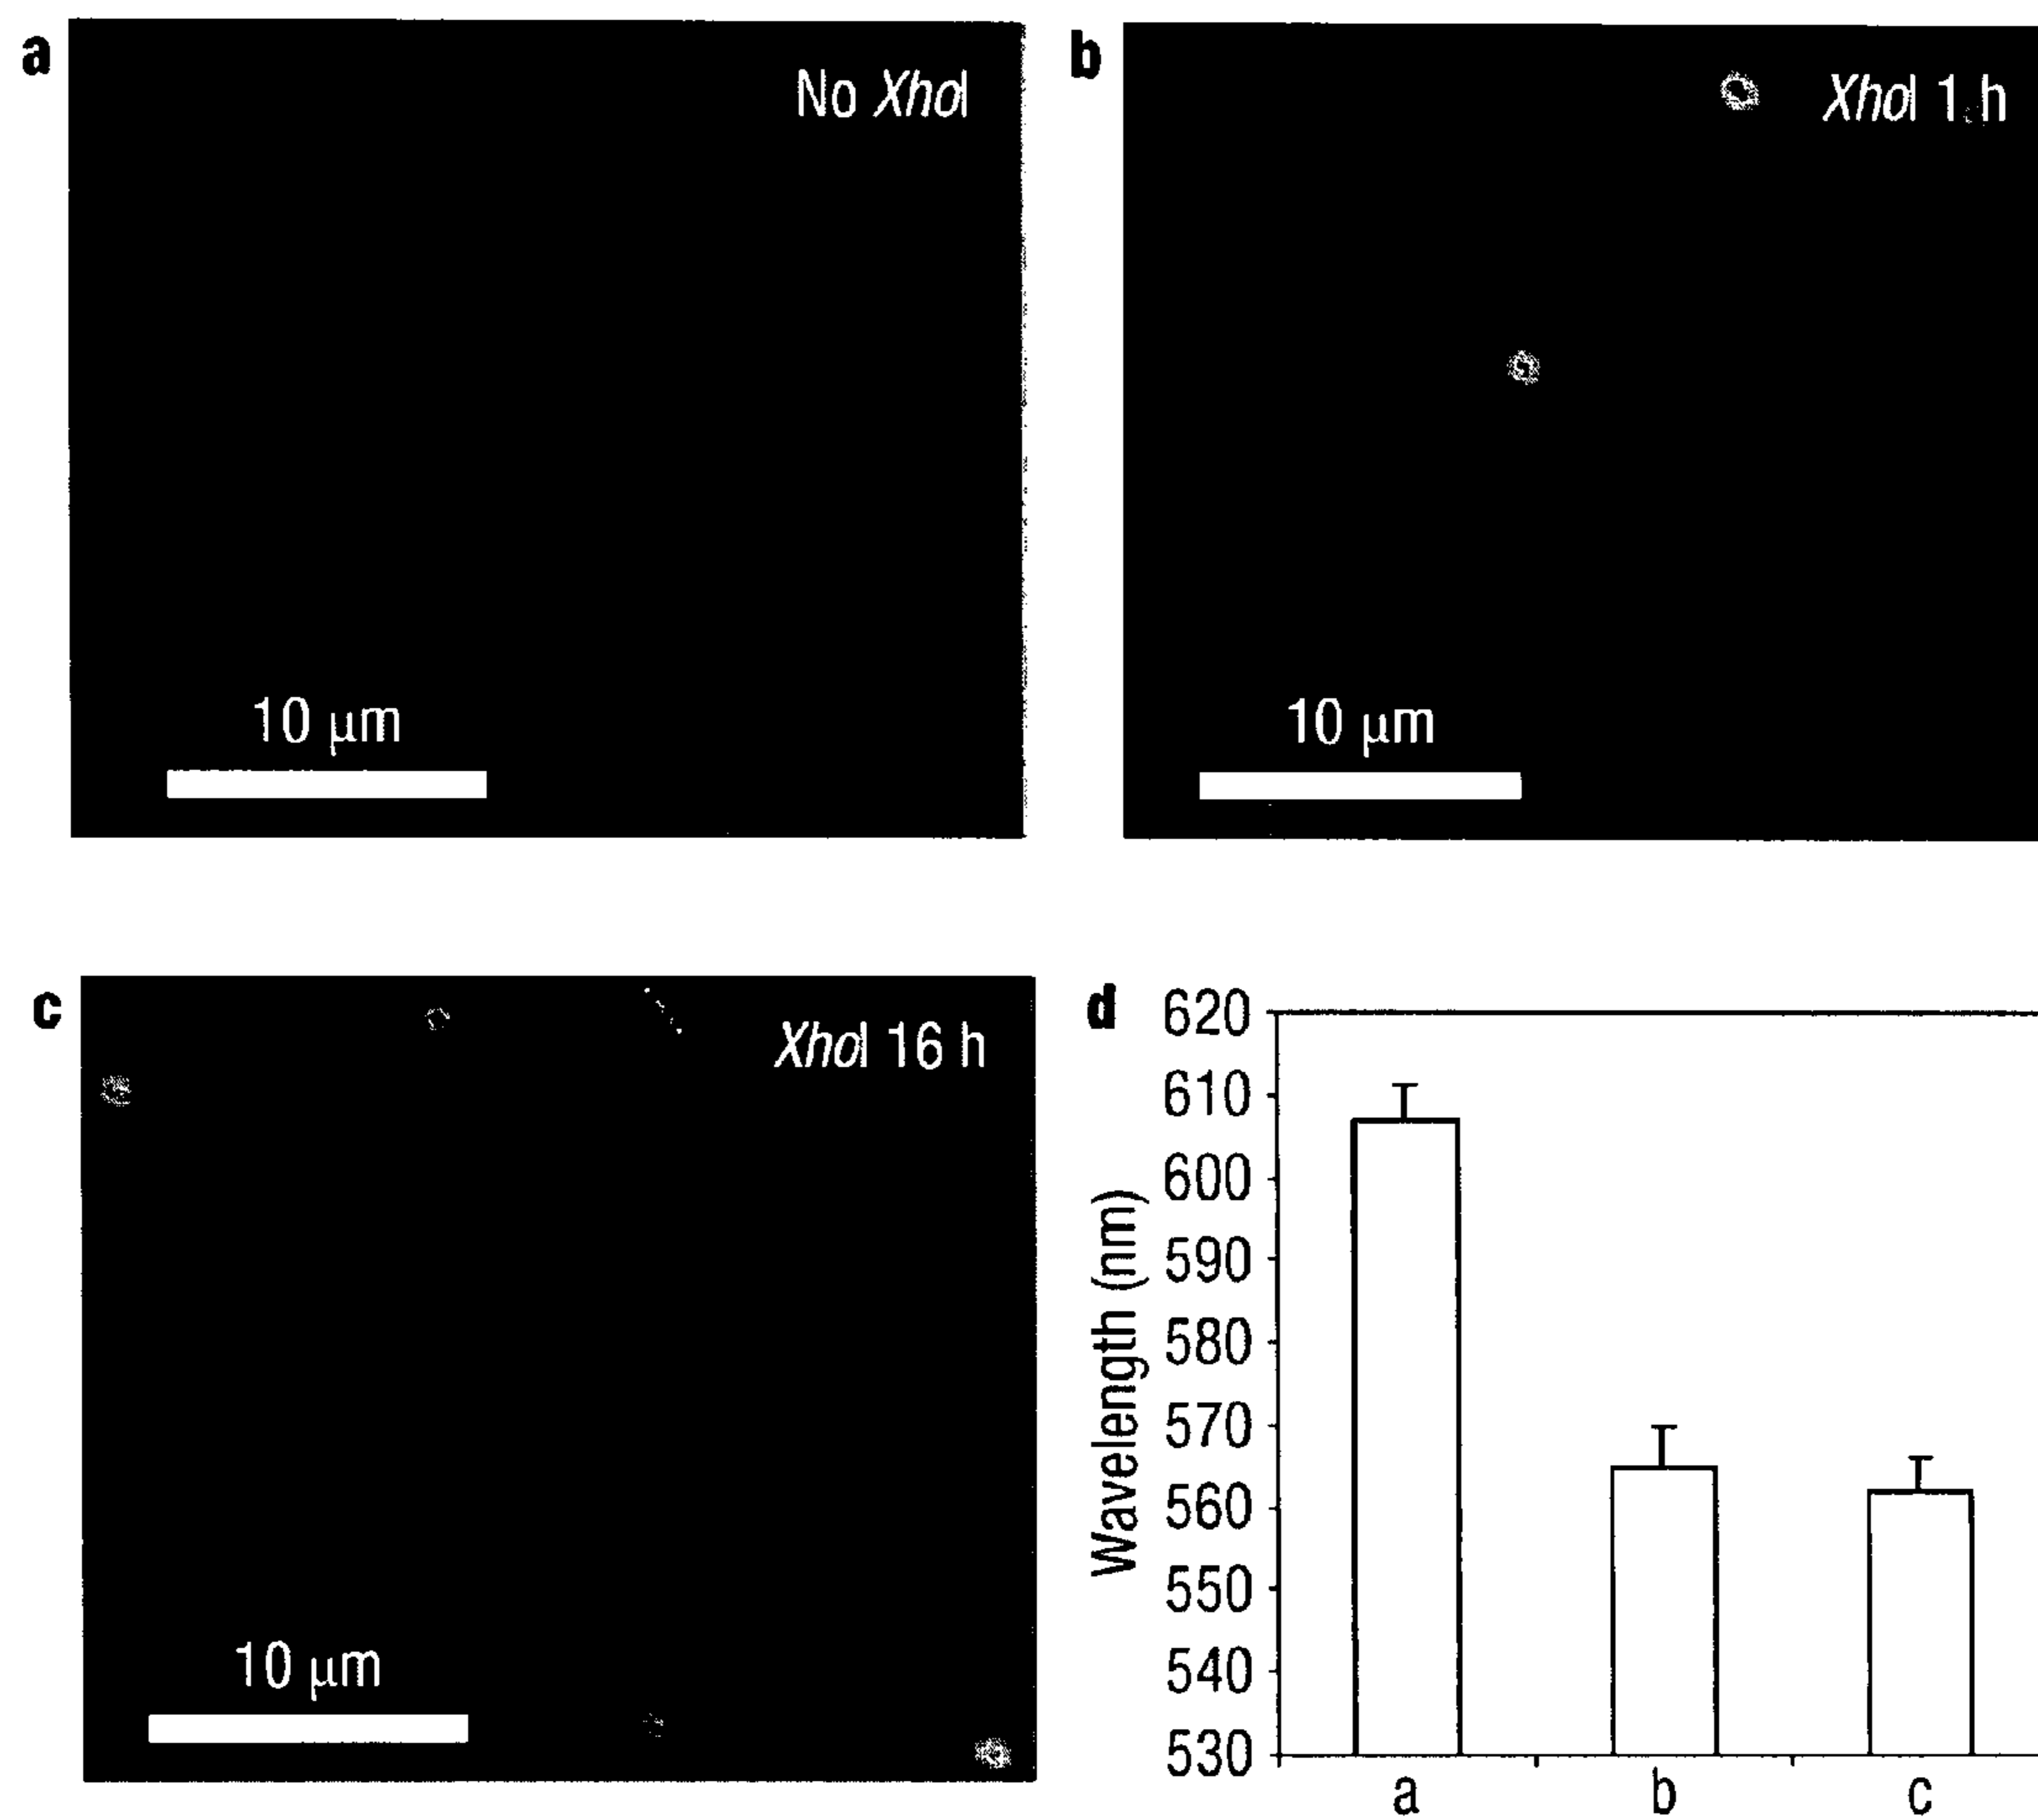 a
No XhoI
10 μm
b
XhoI 1 h
10 μm
c
XhoI 16 h
10 μm
d
620
610
600
590
580
570
560
550
540
530
Wavelength (nm)
a b c